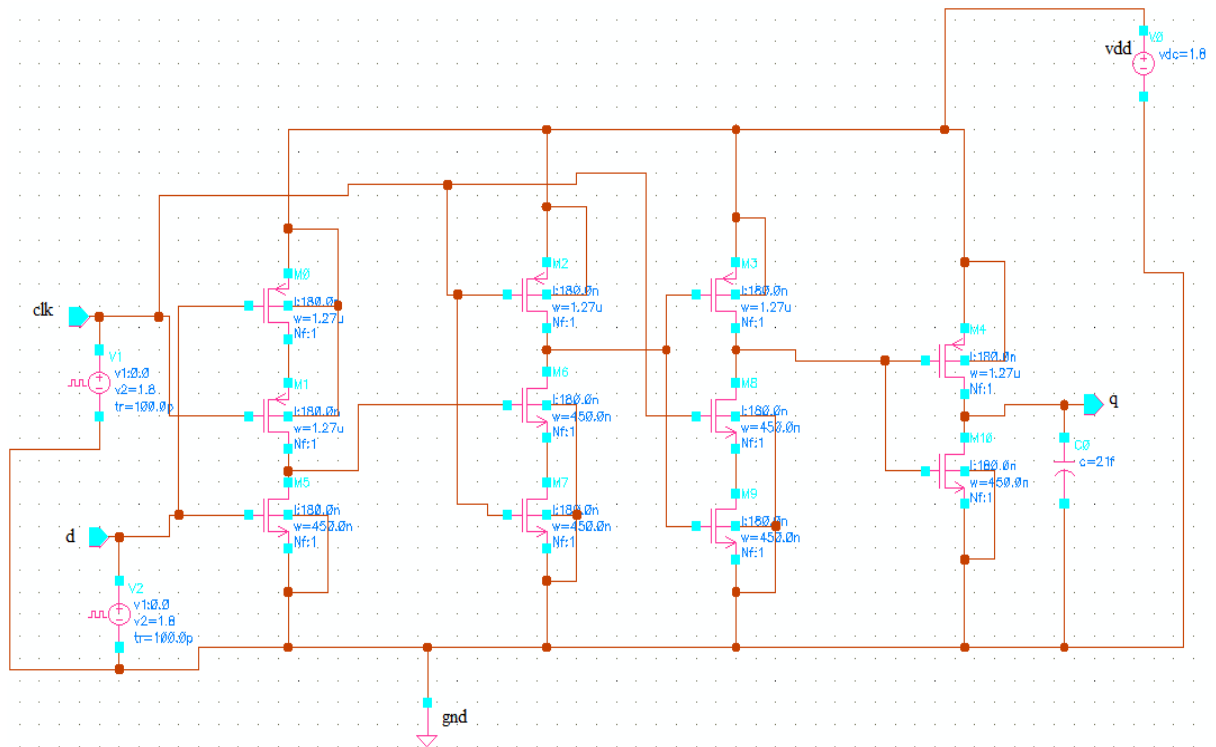 V0
vdd
vdc=1.8
M0
l:180.0n
w=1.27u
Nf:1
M2
l:180.0n
w=1.27u
Nf:1
M3
l:180.0n
w=1.27u
Nf:1
clk
V1
v1:0.0
v2=1.8
tr=100.0p
M4
l:180.0n
w=1.27u
Nf:1
M1
l:180.0n
w=1.27u
Nf:1
M6
l:180.0n
w=450.0n
Nf:1
M8
l:180.0n
w=450.0n
Nf:1
q
M10
l:180.0n
w=450.0n
Nf:1
C0
c=21f
M5
l:180.0n
w=450.0n
Nf:1
M7
l:180.0n
w=450.0n
Nf:1
M9
l:180.0n
w=450.0n
Nf:1
d
V2
v1:0.0
v2=1.8
tr=100.0p
gnd